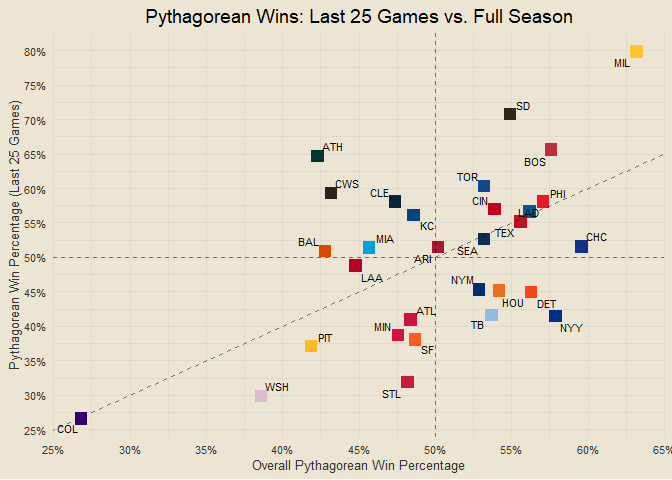 Pythagorean Wins: Last 25 Games vs. Full Season
80%
MIL
75%
SD
70%
BOS
65%
ATH
TOR
60%
CWS
CLE
CIN
PHI
55%
KC
LAD
TEX
CHC
BAL
MIA
SEA
50%
ARI
LAA
NYM
45%
HOU
DET
ATL
TB
NYY
40%
MIN
PIT
SF
35%
STL
30%
WSH
25%
COL
Pythagorean Win Percentage (Last 25 Games)
25%
30%
35%
40%
45%
50%
55%
60%
65%
Overall Pythagorean Win Percentage